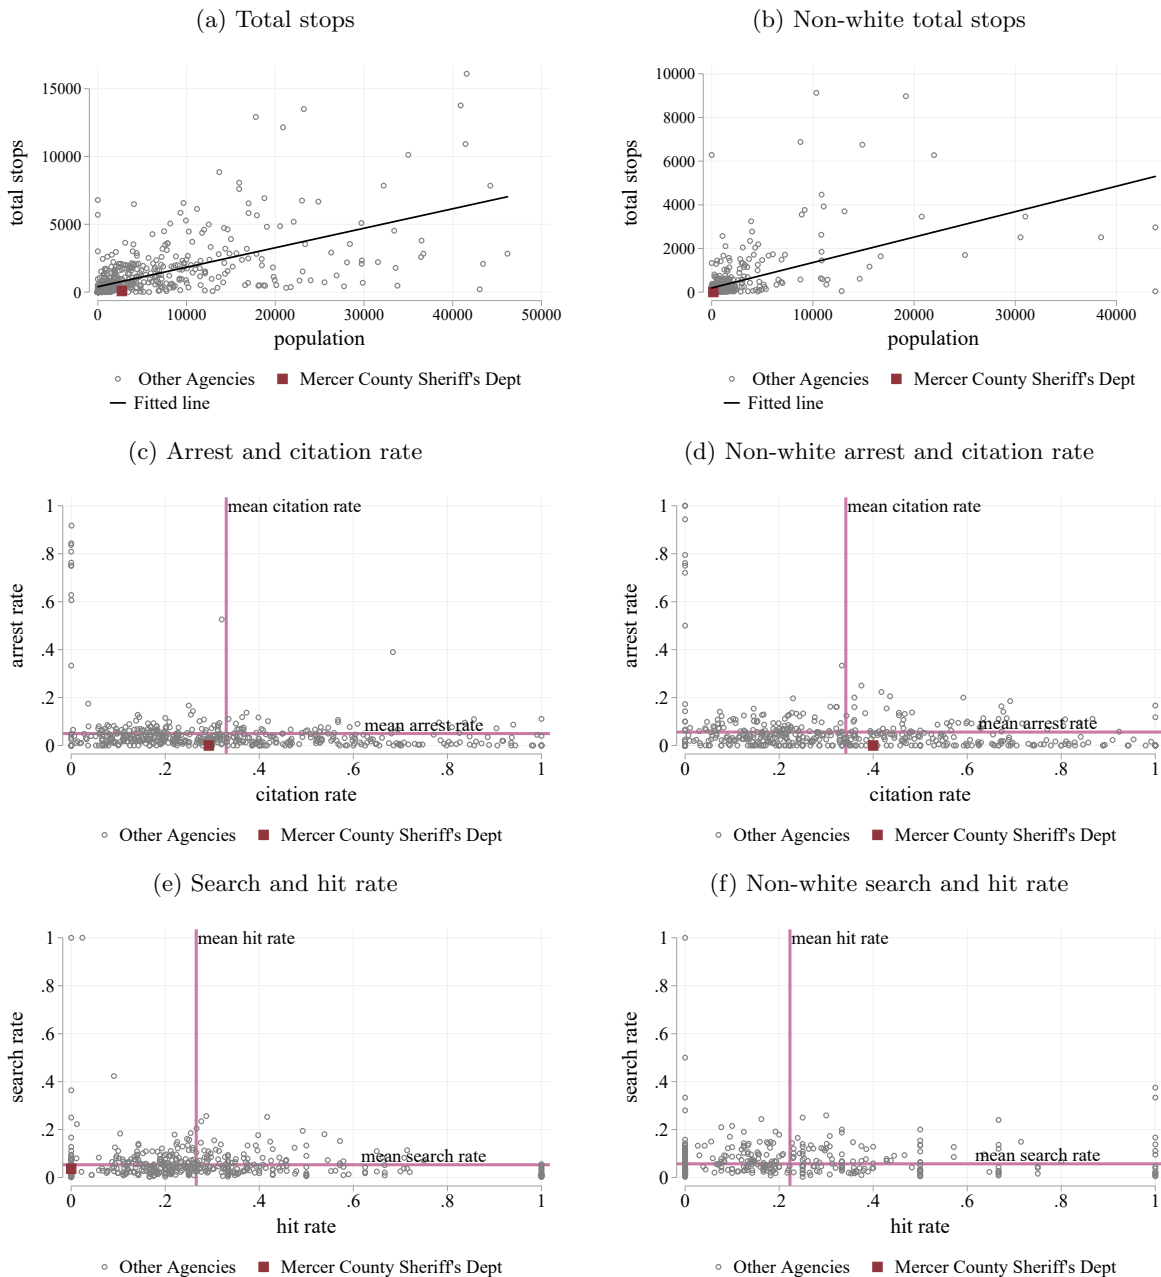 (a) Total stops
total stops
15000
10000
5000
0
0 10000 20000 30000 40000 50000
population
Other Agencies Mercer County Sheriff's Dept
Fitted line
(b) Non-white total stops
total stops
10000
8000
6000
4000
2000
0
0 10000 20000 30000 40000
population
Other Agencies Mercer County Sheriff's Dept
Fitted line
(c) Arrest and citation rate
arrest rate
1
.8
.6
.4
.2
0
mean citation rate
mean arrest rate
0 .2 .4 .6 .8 1
citation rate
Other Agencies Mercer County Sheriff's Dept
(d) Non-white arrest and citation rate
arrest rate
1
.8
.6
.4
.2
0
mean citation rate
mean arrest rate
0 .2 .4 .6 .8 1
citation rate
Other Agencies Mercer County Sheriff's Dept
(e) Search and hit rate
search rate
1
.8
.6
.4
.2
0
mean hit rate
mean search rate
0 .2 .4 .6 .8 1
hit rate
Other Agencies Mercer County Sheriff's Dept
(f) Non-white search and hit rate
search rate
1
.8
.6
.4
.2
0
mean hit rate
mean search rate
0 .2 .4 .6 .8 1
hit rate
Other Agencies Mercer County Sheriff's Dept